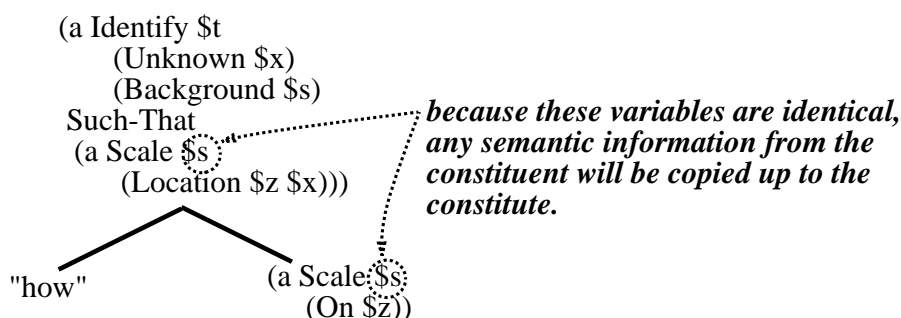 (a Identify $t
(Unknown $x)
(Background $s)
Such-That
(a Scale $s
(Location $z $x)))
because these variables are identical,
any semantic information from the
constituent will be copied up to the
constitute.
"how"
(a Scale $s
(On $z))